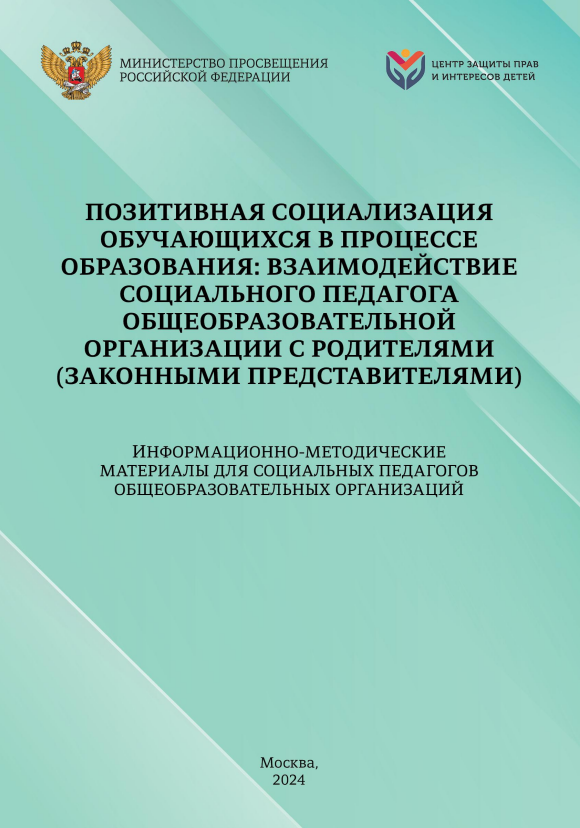 МИНИСТЕРСТВО ПРОСВЕЩЕНИЯ
РОССИЙСКОЙ ФЕДЕРАЦИИ
ЦЕНТР ЗАЩИТЫ ПРАВ
И ИНТЕРЕСОВ ДЕТЕЙ
ПОЗИТИВНАЯ СОЦИАЛИЗАЦИЯ
ОБУЧАЮЩИХСЯ В ПРОЦЕССЕ
ОБРАЗОВАНИЯ: ВЗАИМОДЕЙСТВИЕ
СОЦИАЛЬНОГО ПЕДАГОГА
ОБЩЕОБРАЗОВАТЕЛЬНОЙ
ОРГАНИЗАЦИИ С РОДИТЕЛЯМИ
(ЗАКОННЫМИ ПРЕДСТАВИТЕЛЯМИ)
ИНФОРМАЦИОННО-МЕТОДИЧЕСКИЕ
МАТЕРИАЛЫ ДЛЯ СОЦИАЛЬНЫХ ПЕДАГОГОВ
ОБЩЕОБРАЗОВАТЕЛЬНЫХ ОРГАНИЗАЦИЙ
Москва,
2024